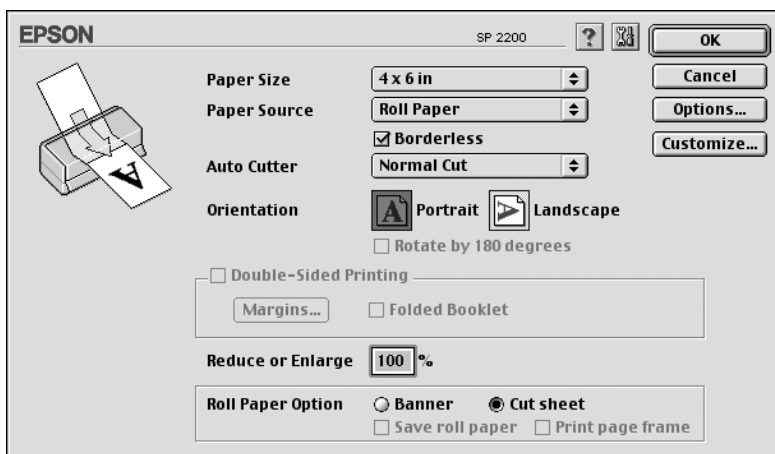 EPSON SP 2200 ? OK
Paper Size 4 x 6 in Cancel
Paper Source Roll Paper Options...
Borderless Customize...
Auto Cutter Normal Cut
Orientation A Portrait A Landscape
Rotate by 180 degrees
Double-Sided Printing
Margins... Folded Booklet
Reduce or Enlarge 100 %
Roll Paper Option Banner Cut sheet
Save roll paper Print page frame
A